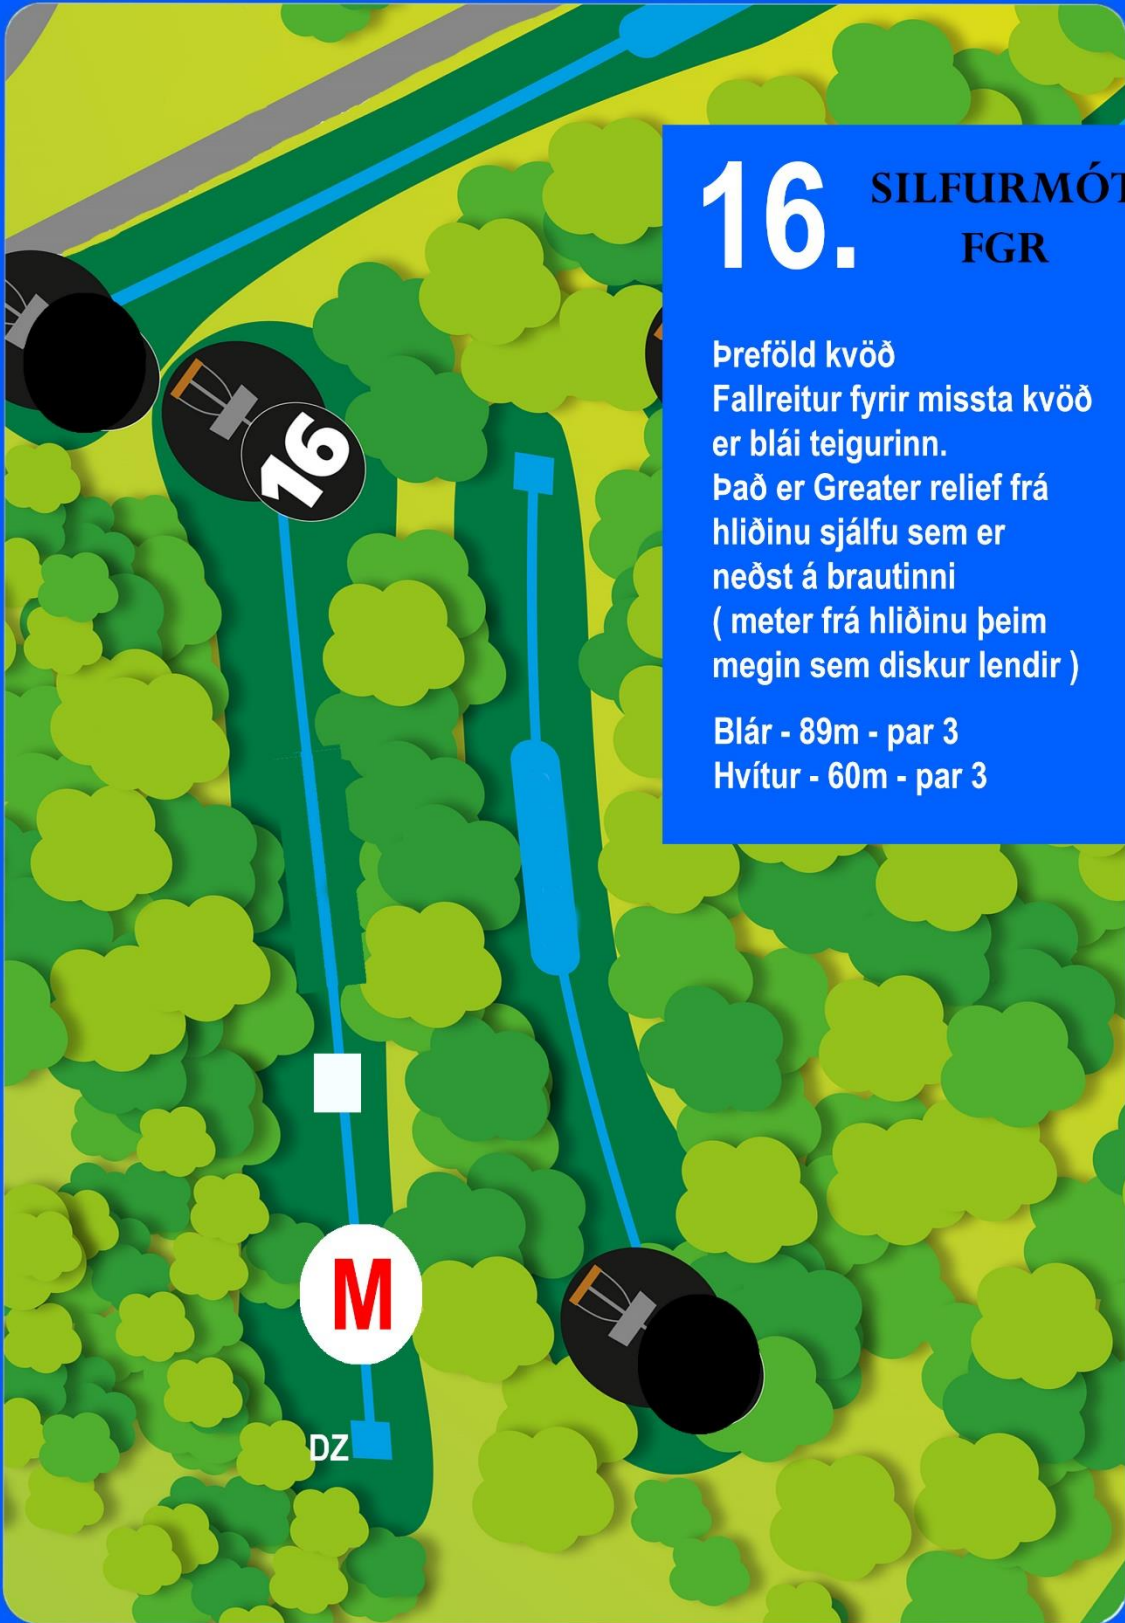 16. SILFURMÓT
FGR
Þreföld kvöð
Fallreitur fyrir missta kvöð
er blái teigurinn.
Það er Greater relief frá
hliðinu sjálfu sem er
neðst á brautinni
( meter frá hliðinu þeim
megin sem diskur lendir )
Blár - 89m - par 3
Hvítur - 60m - par 3
16
M
DZ